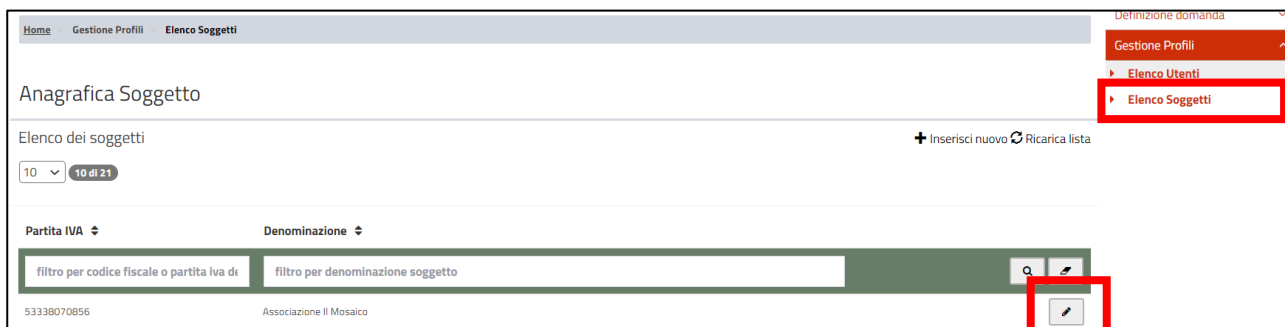 Home Gestione Profili Elenco Soggetti
Definizione domanda
Gestione Profili
Elenco Utenti
Elenco Soggetti
Anagrafica Soggetto
Elenco dei soggetti
Inserisci nuovo Ricarica lista
10 10 di 21
Partita IVA Denominazione
filtro per codice fiscale o partita iva de filtro per denominazione soggetto
53338070856 Associazione Il Mosaico